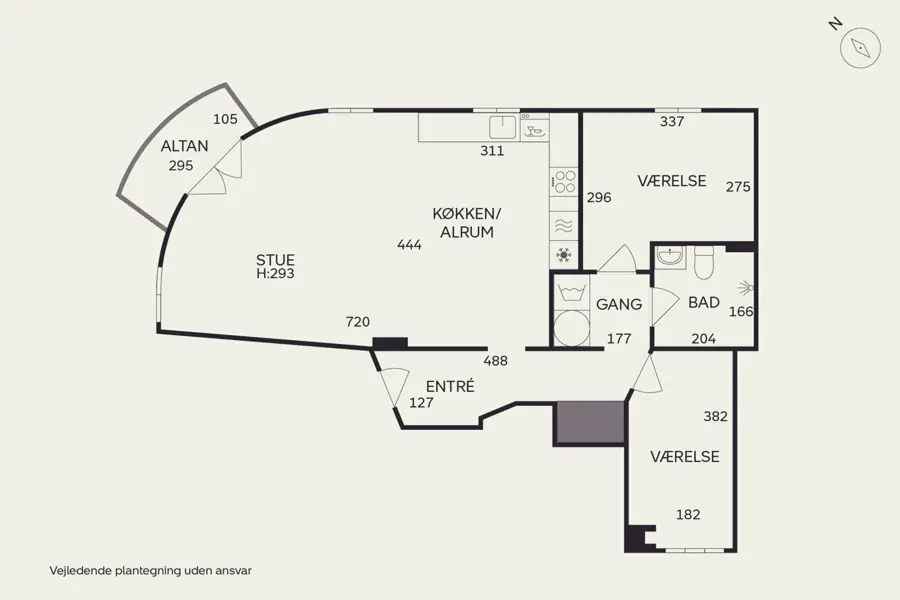 N
105
ALTAN
295
311
337
VÆRELSE
275
296
KØKKEN/
ALRUM
444
STUE
H:293
720
GANG
177
BAD
166
204
488
ENTRÉ
127
382
VÆRELSE
182
Vejledende plantegning uden ansvar